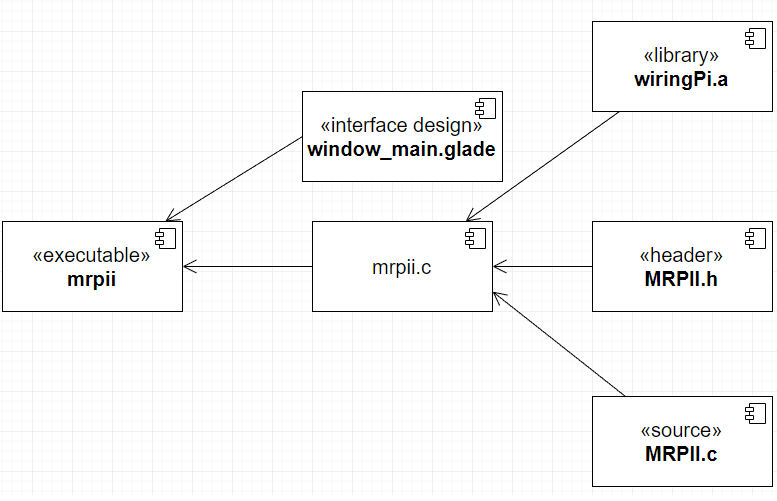 «library»
wiringPi.a
«interface design»
window_main.glade
«executable»
mrpii
mrpii.c
«header»
MRPII.h
«source»
MRPII.c